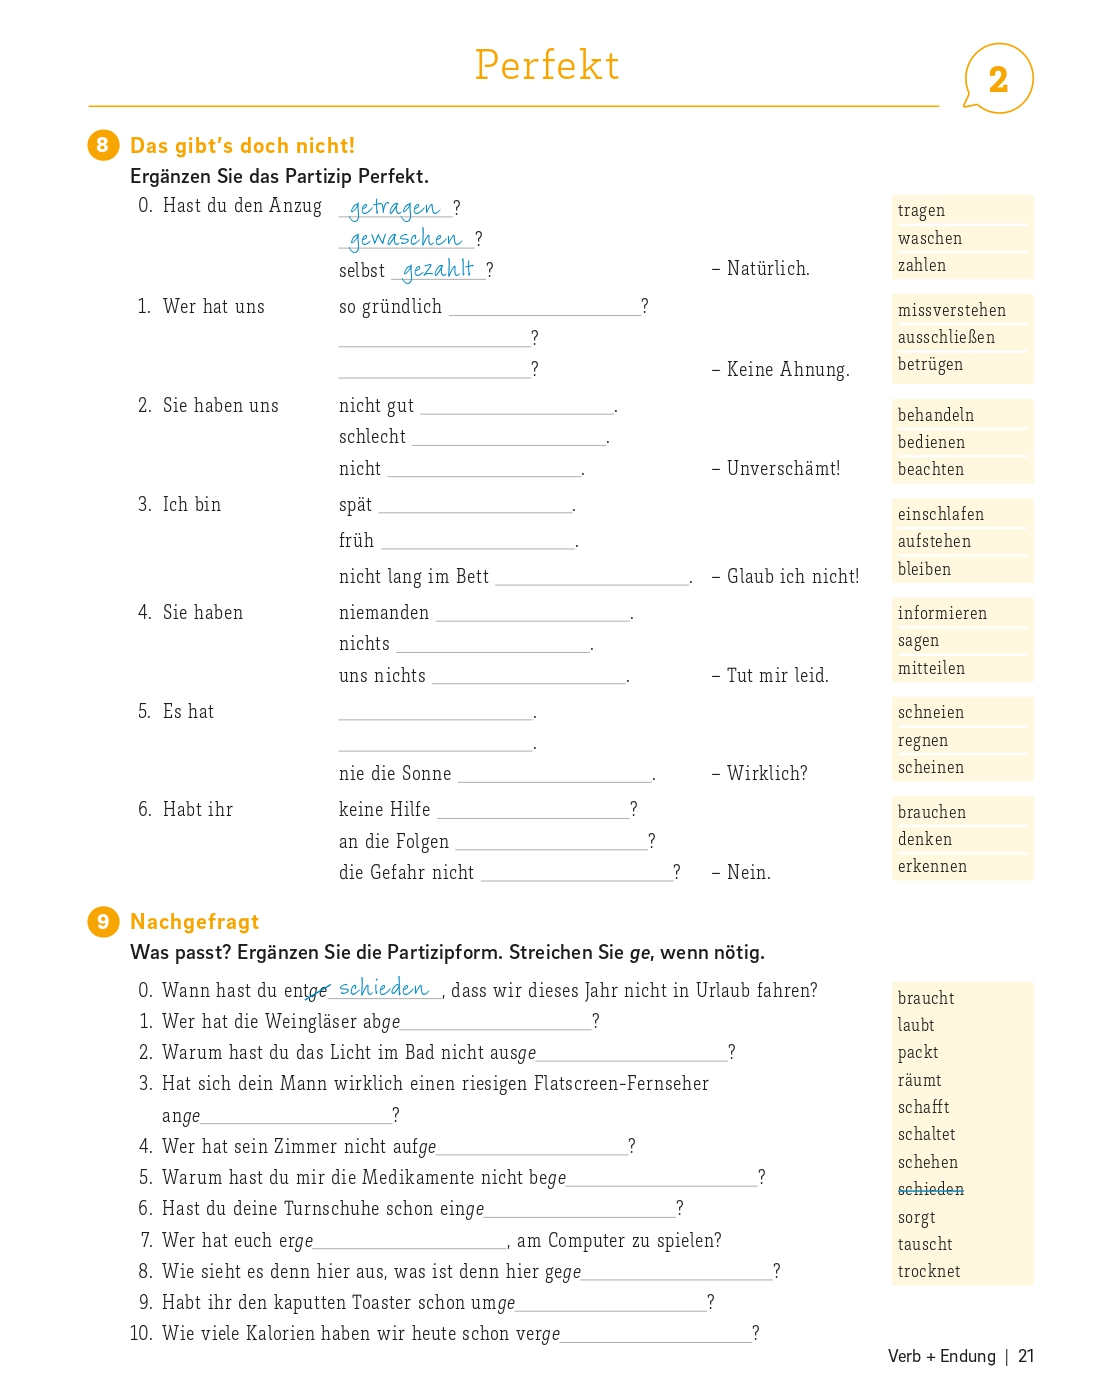 Perfekt
2
8 Das gibt's doch nicht!
Ergänzen Sie das Partizip Perfekt.
0. Hast du den Anzug getragen ?
gewaschen ?
selbst gezahlt ? – Natürlich.
tragen
waschen
zahlen
1. Wer hat uns so gründlich ____________?
____________?
____________? – Keine Ahnung.
missverstehen
ausschließen
betrügen
2. Sie haben uns nicht gut ____________.
schlecht ____________.
nicht ____________. – Unverschämt!
behandeln
bedienen
beachten
3. Ich bin spät ____________.
früh ____________.
nicht lang im Bett ____________. – Glaub ich nicht!
einschlafen
aufstehen
bleiben
4. Sie haben niemanden ____________.
nichts ____________.
uns nichts ____________. – Tut mir leid.
informieren
sagen
mitteilen
5. Es hat ____________.
____________.
nie die Sonne ____________. – Wirklich?
schneien
regnen
scheinen
6. Habt ihr keine Hilfe ____________?
an die Folgen ____________?
die Gefahr nicht ____________? – Nein.
brauchen
denken
erkennen
9 Nachgefragt
Was passt? Ergänzen Sie die Partizipform. Streichen Sie ge, wenn nötig.
0. Wann hast du entge schieden , dass wir dieses Jahr nicht in Urlaub fahren?
1. Wer hat die Weingläser abge____________?
2. Warum hast du das Licht im Bad nicht ausge____________?
3. Hat sich dein Mann wirklich einen riesigen Flatscreen-Fernseher
ange____________?
4. Wer hat sein Zimmer nicht aufge____________?
5. Warum hast du mir die Medikamente nicht bege____________?
6. Hast du deine Turnschuhe schon einge____________?
7. Wer hat euch erge____________, am Computer zu spielen?
8. Wie sieht es denn hier aus, was ist denn hier gege____________?
9. Habt ihr den kaputten Toaster schon umge____________?
10. Wie viele Kalorien haben wir heute schon verge____________?
braucht
laubt
packt
räumt
schafft
schaltet
schehen
schieden
sorgt
tauscht
trocknet
Verb + Endung | 21